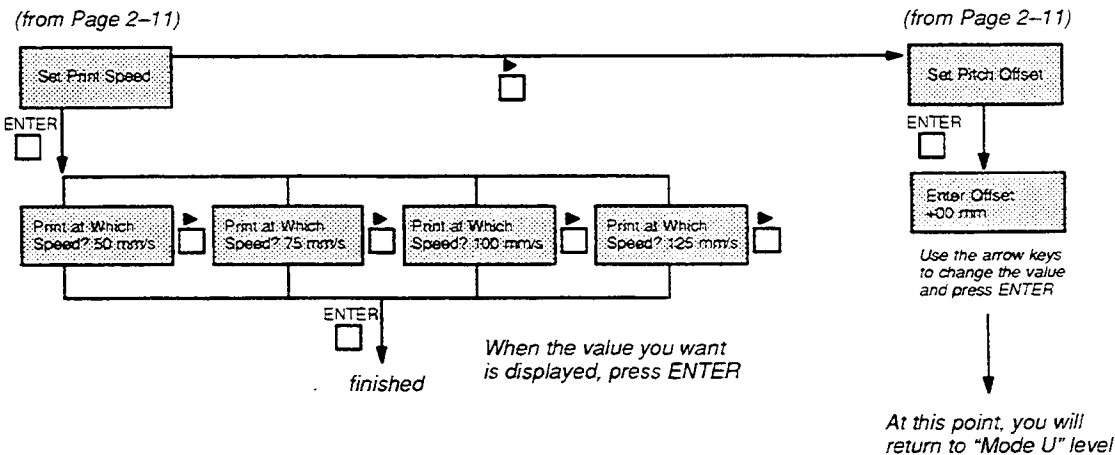 (from Page 2–11)
(from Page 2–11)
Set Print Speed
Set Pitch Offset
ENTER
ENTER
Enter Offset
+00 mm
Print at Which
Speed? 50 mm/s
Print at Which
Speed? 75 mm/s
Print at Which
Speed? 100 mm/s
Print at Which
Speed? 125 mm/s
Use the arrow keys
to change the value
and press ENTER
ENTER
When the value you want
is displayed, press ENTER
finished
At this point, you will
return to "Mode U" level